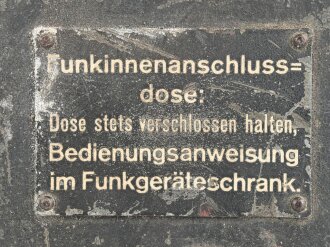 Funkinnenanschluss=
dose:
Dose stets verschlossen halten,
Bedienungsanweisung
im Funkgeräteschrank.